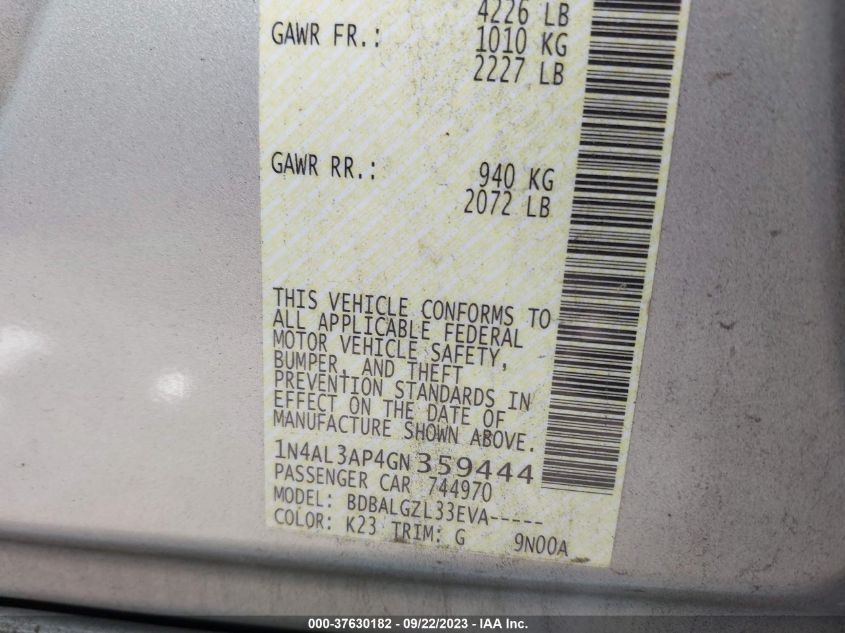 4226 LB
GAWR FR.: 1010 KG
2227 LB
GAWR RR.: 940 KG
2072 LB
THIS VEHICLE CONFORMS TO
ALL APPLICABLE FEDERAL
MOTOR VEHICLE SAFETY,
BUMPER, AND THEFT
PREVENTION STANDARDS IN
EFFECT ON THE DATE OF
MANUFACTURE SHOWN ABOVE.
1N4AL3AP4GN359444
PASSENGER CAR 744970
MODEL: BDBALGZL33EVA-----
COLOR: K23 TRIM: G 9N00A
000-37630182 - 09/22/2023 - IAA Inc.